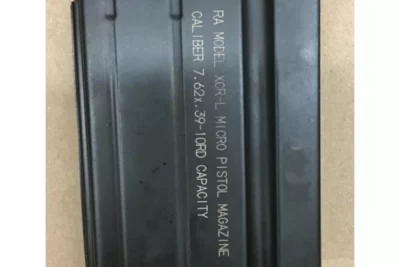 RA MODEL XCR-L MICRO PISTOL MAGAZINE
CALIBER 7.62x.39-10RD CAPACITY